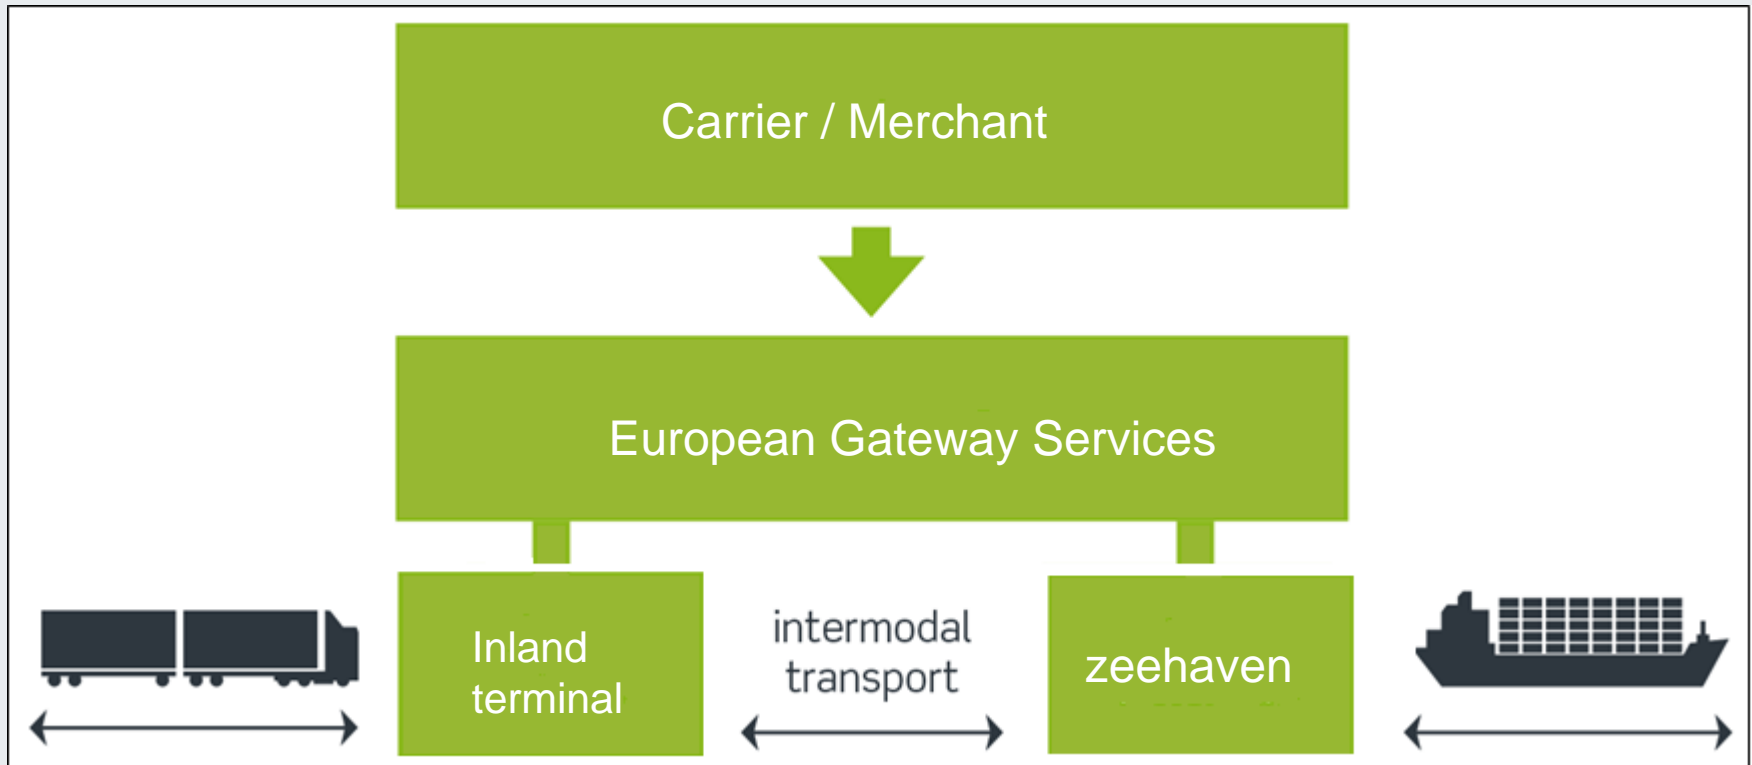 Carrier / Merchant
European Gateway Services
Inland
terminal
intermodal
transport
zeehaven